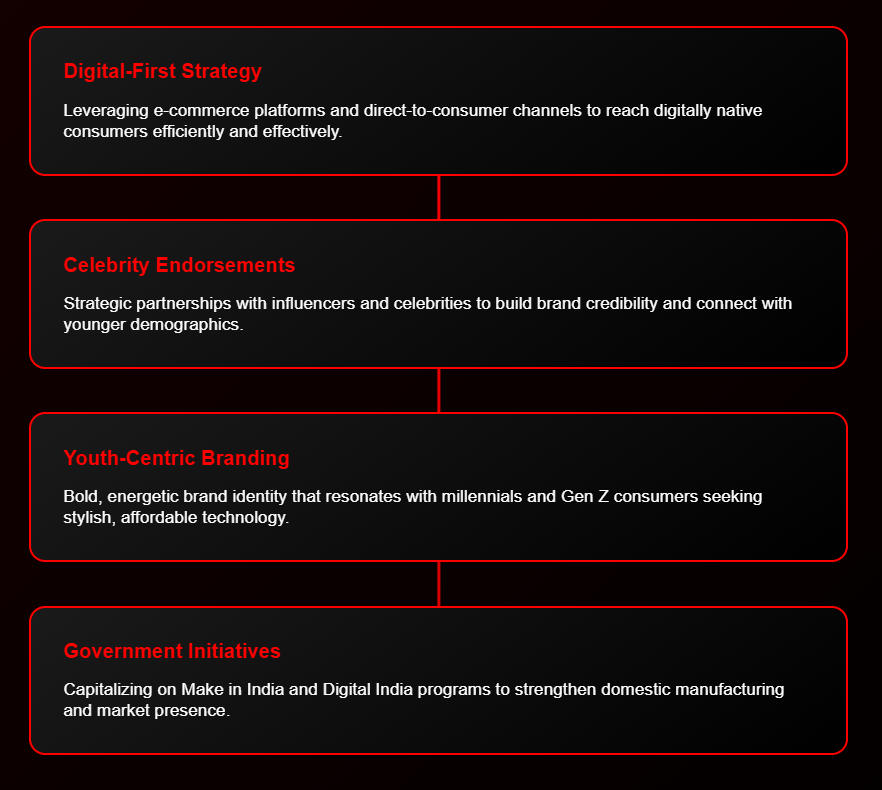 Digital-First Strategy
Leveraging e-commerce platforms and direct-to-consumer channels to reach digitally native
consumers efficiently and effectively.
Celebrity Endorsements
Strategic partnerships with influencers and celebrities to build brand credibility and connect with
younger demographics.
Youth-Centric Branding
Bold, energetic brand identity that resonates with millennials and Gen Z consumers seeking
stylish, affordable technology.
Government Initiatives
Capitalizing on Make in India and Digital India programs to strengthen domestic manufacturing
and market presence.